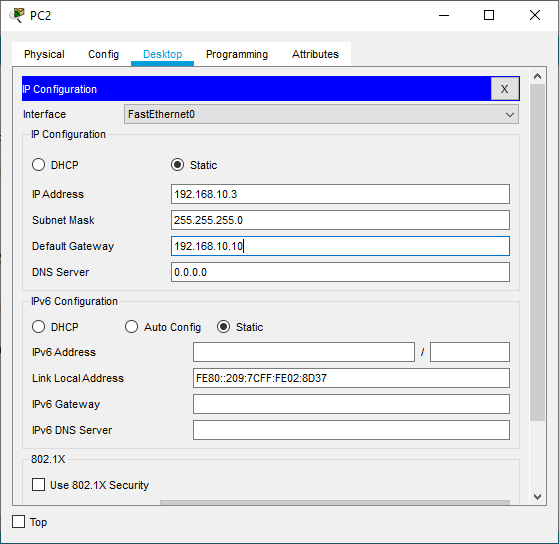 PC2
Physical Config Desktop Programming Attributes
IP Configuration X
Interface FastEthernet0
IP Configuration
DHCP Static
IP Address 192.168.10.3
Subnet Mask 255.255.255.0
Default Gateway 192.168.10.10
DNS Server 0.0.0.0
IPv6 Configuration
DHCP Auto Config Static
IPv6 Address /
Link Local Address FE80::209:7CFF:FE02:8D37
IPv6 Gateway
IPv6 DNS Server
802.1X
Use 802.1X Security
Top